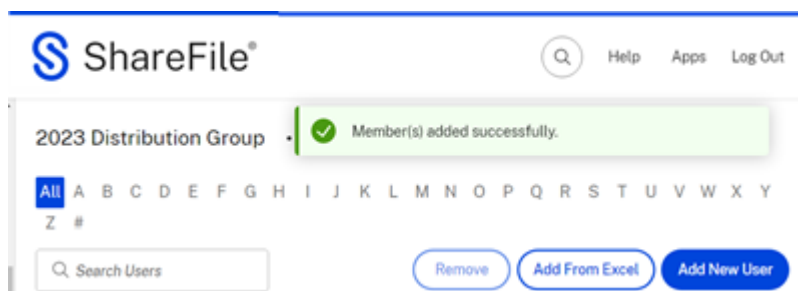 ShareFile®
Help Apps Log Out
2023 Distribution Group •
Member(s) added successfully.
All A B C D E F G H I J K L M N O P Q R S T U V W X Y
Z #
Search Users
Remove Add From Excel Add New User